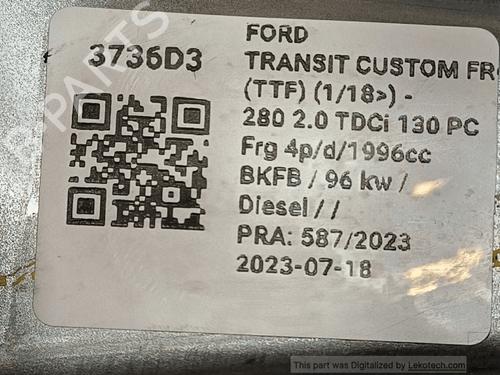 3736D3
FORD
TRANSIT CUSTOM FR
(TTF) (1/18>) -
280 2.0 TDCi 130 PC
Frg 4p/d/1996cc
BKFB / 96 kw /
Diesel / /
PRA: 587/2023
2023-07-18
PARTS
This part was Digitalized by Lekotech.com